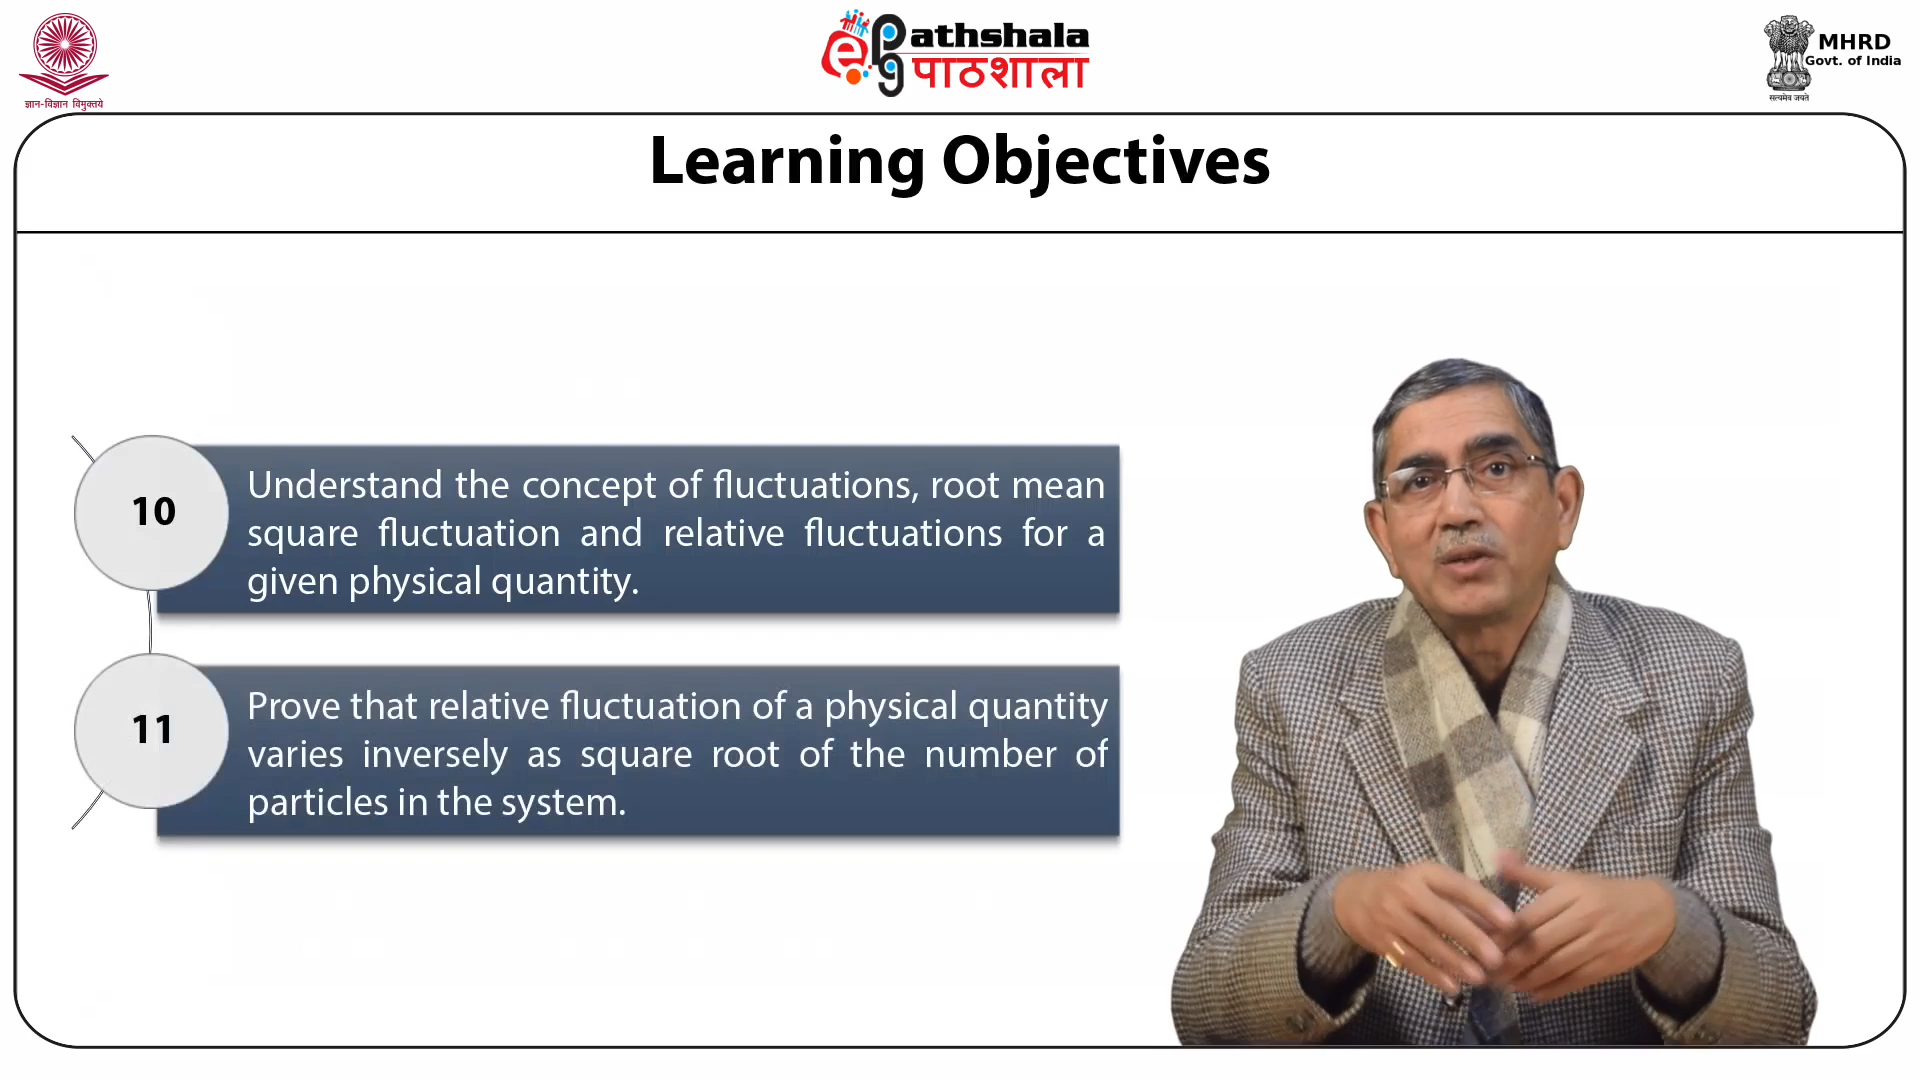 ज्ञान-विज्ञान विमुक्तये
ePathshala
पाठशाला
MHRD
Govt. of India
सत्यमेव जयते
Learning Objectives
10
Understand the concept of fluctuations, root mean
square fluctuation and relative fluctuations for a
given physical quantity.
11
Prove that relative fluctuation of a physical quantity
varies inversely as square root of the number of
particles in the system.